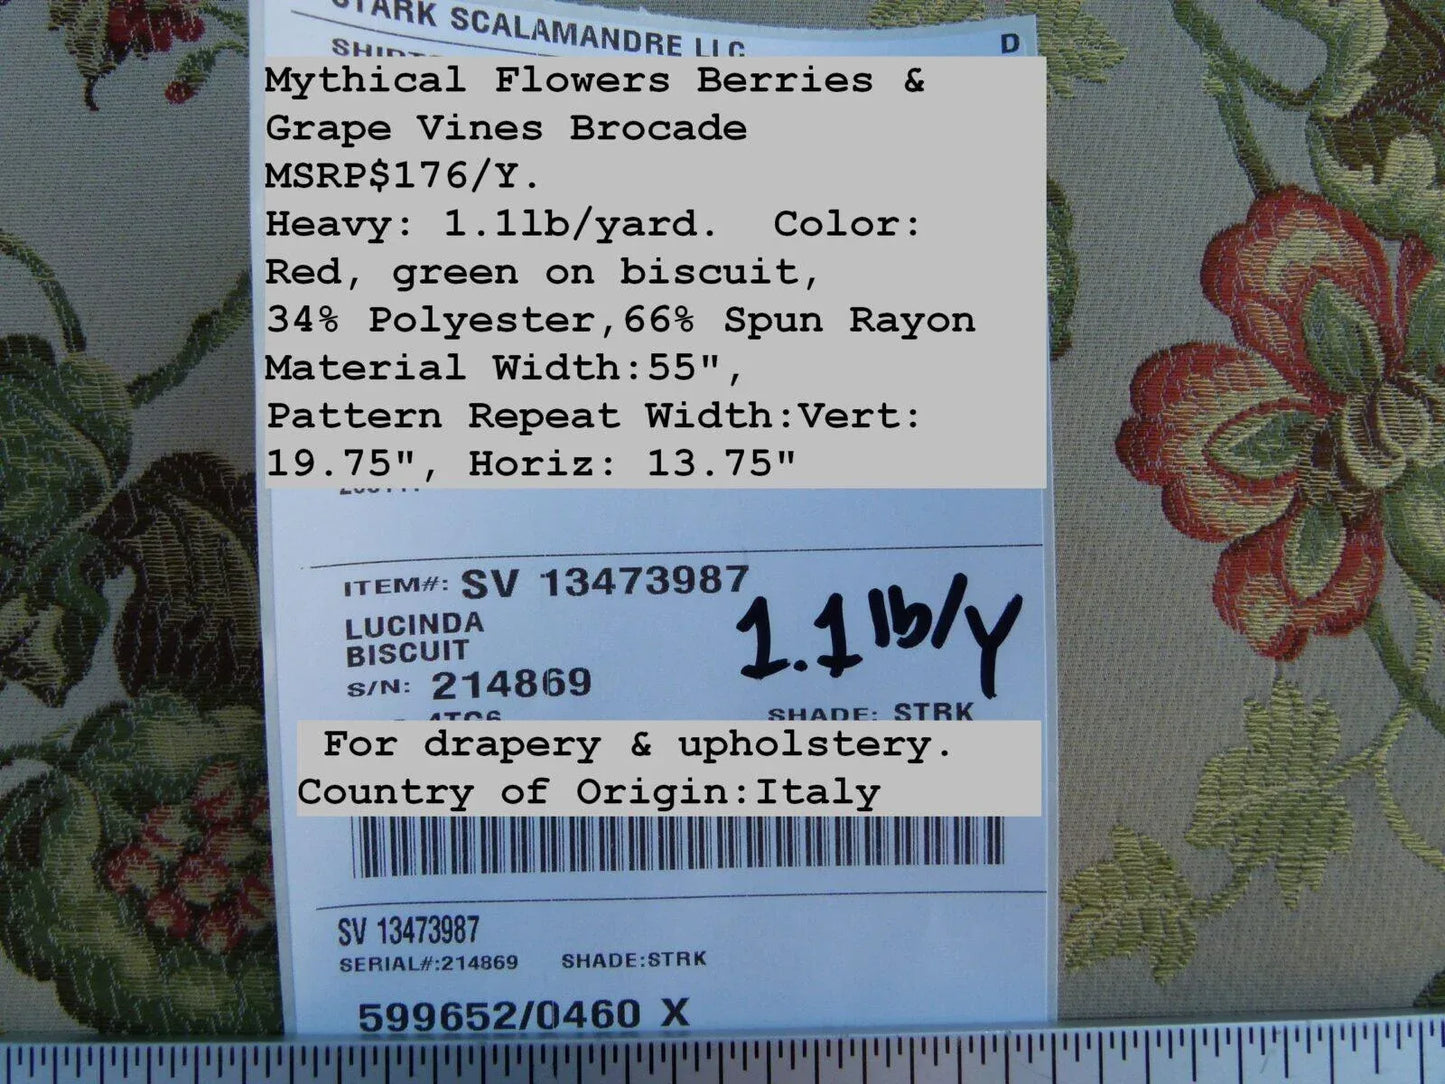 STARK SCALAMANDRE LLC
D
Mythical Flowers Berries &
Grape Vines Brocade
MSRP$176/Y.
Heavy: 1.1lb/yard.  Color:
Red, green on biscuit,
34% Polyester,66% Spun Rayon
Material Width:55",
Pattern Repeat Width:Vert:
19.75", Horiz: 13.75"
ITEM#: SV 13473987
LUCINDA
BISCUIT
1.1 lb/y
S/N: 214869
4TC6 SHADE: STRK
For drapery & upholstery.
Country of Origin:Italy
SV 13473987
SERIAL#:214869 SHADE:STRK
599652/0460 X